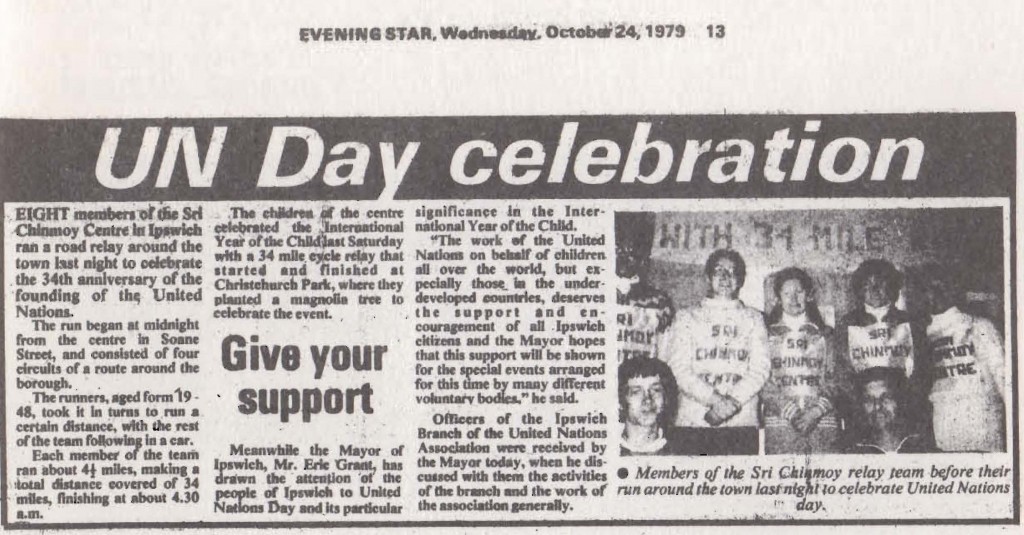 EVENING STAR, Wednesday, October 24, 1979 13
UN Day celebration
EIGHT members of the Sri
Chinmoy Centre in Ipswich
ran a road relay around the
town last night to celebrate
the 34th anniversary of the
founding of the United
Nations.
The run began at midnight
from the centre in Soane
Street, and consisted of four
circuits of a route around the
borough.
The runners, aged form 19 -
48, took it in turns to run a
certain distance, with the rest
of the team following in a car.
Each member of the team
ran about 4¼ miles, making a
total distance covered of 34
miles, finishing at about 4.30
a.m.
The children of the centre
celebrated the International
Year of the Child last Saturday
with a 34 mile cycle relay that
started and finished at
Christchurch Park, where they
planted a magnolia tree to
celebrate the event.
Give your
support
Meanwhile the Mayor of
Ipswich, Mr. Eric Grant, has
drawn the attention of the
people of Ipswich to United
Nations Day and its particular
significance in the Inter-
national Year of the Child.
"The work of the United
Nations on behalf of children
all over the world, but es-
pecially those in the under-
developed countries, deserves
the support and en-
couragement of all Ipswich
citizens and the Mayor hopes
that this support will be shown
for the special events arranged
for this time by many different
voluntary bodies," he said.
Officers of the Ipswich
Branch of the United Nations
Association were received by
the Mayor today, when he dis-
cussed with them the activities
of the branch and the work of
the association generally.
WITH 34 MILE
SRI
CHINMOY
CENTRE
SRI
CHINMOY
CENTRE
SRI
CHINMOY
● Members of the Sri Chinmoy relay team before their
run around the town last night to celebrate United Nations
day.